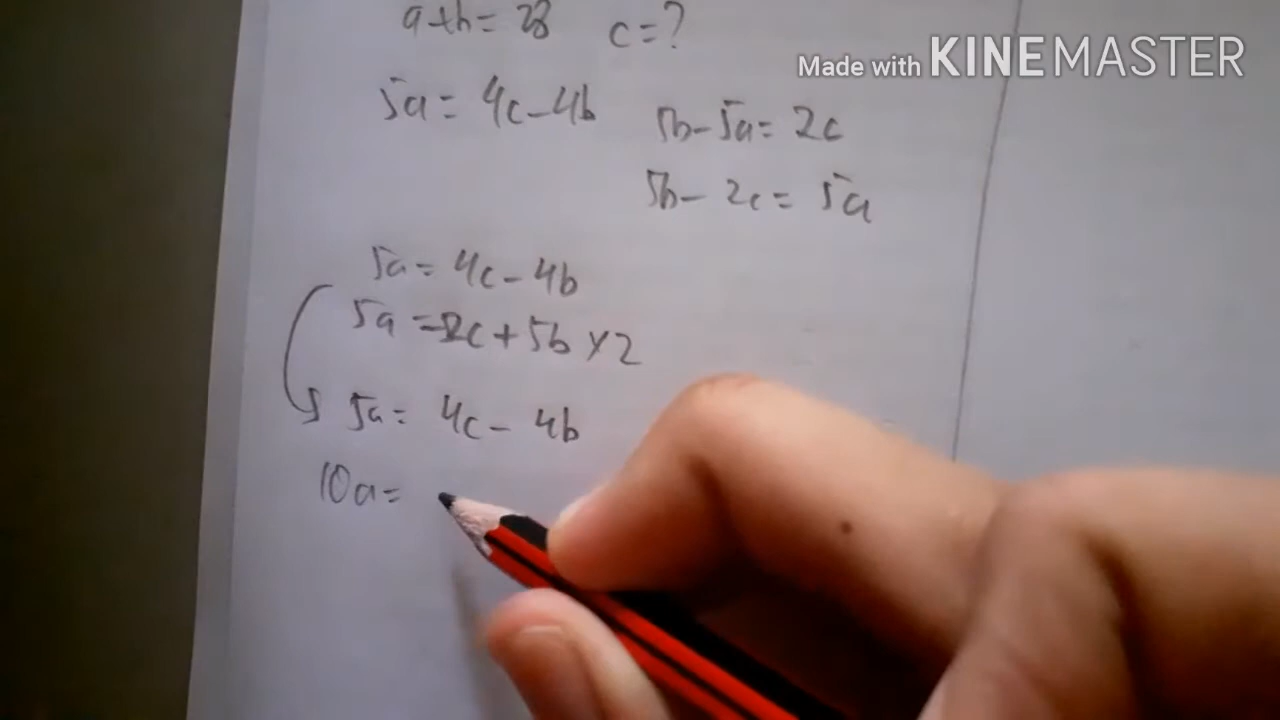 a+b= 28 c=?
Made with KINEMASTER
5a = 4c-4b
5b-5a= 2c
5b- 2c= 5a
5a= 4c- 4b
5a =-2c+5b x2
5a= 4c- 4b
10a=